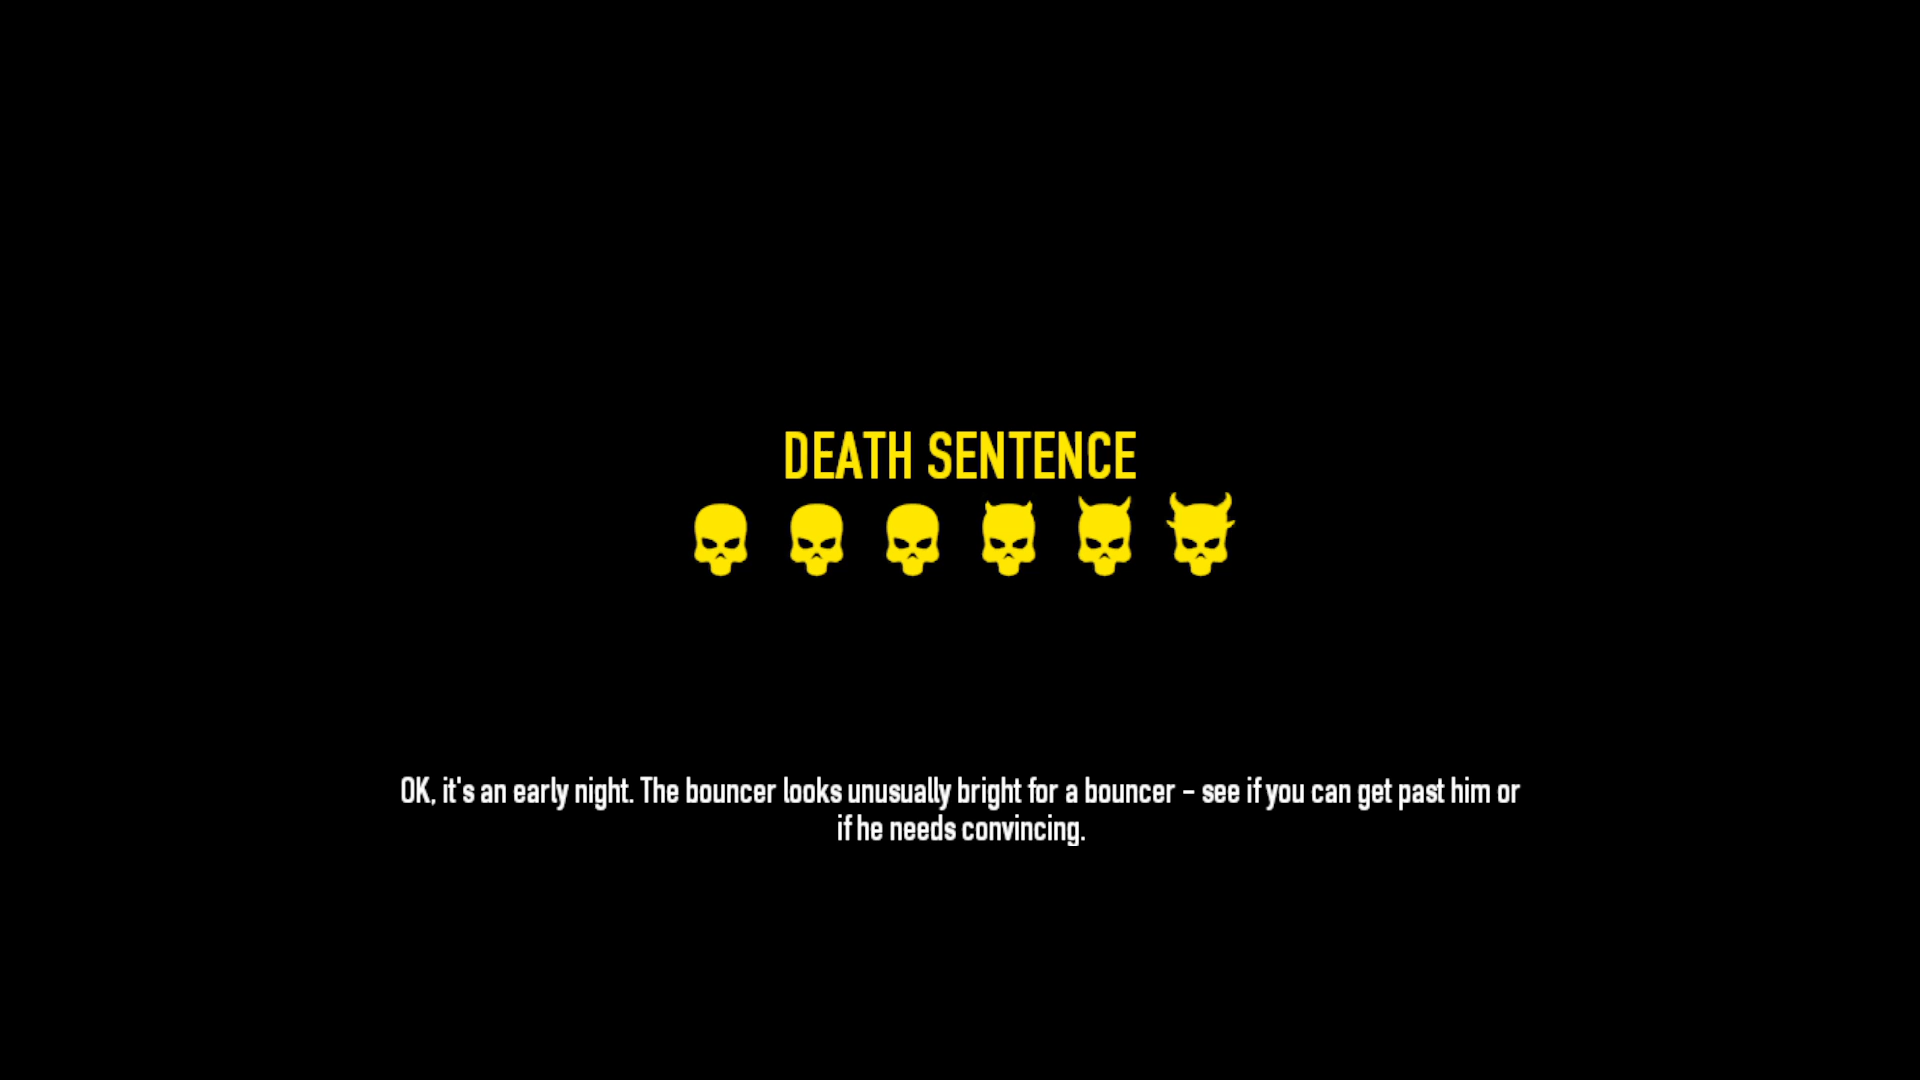 DEATH SENTENCE
OK, it's an early night. The bouncer looks unusually bright for a bouncer - see if you can get past him or
if he needs convincing.